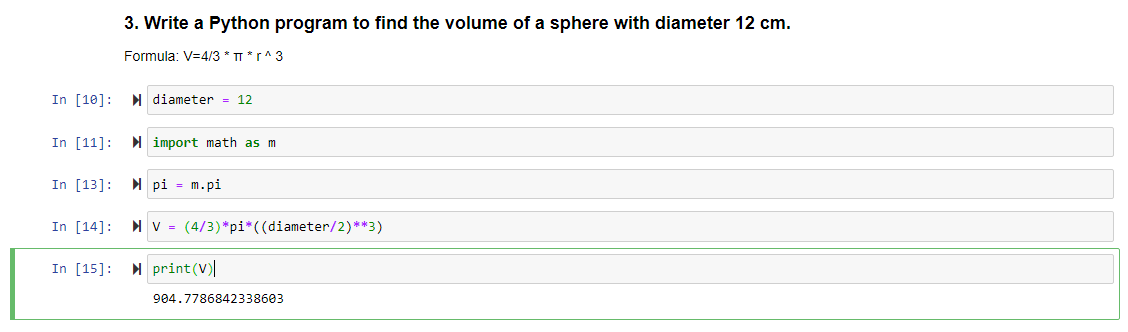 3. Write a Python program to find the volume of a sphere with diameter 12 cm.
Formula: V=4/3 * π * r ^ 3
In [10]: diameter = 12
In [11]: import math as m
In [13]: pi = m.pi
In [14]: V = (4/3)*pi*((diameter/2)**3)
In [15]: print(V)
904.7786842338603